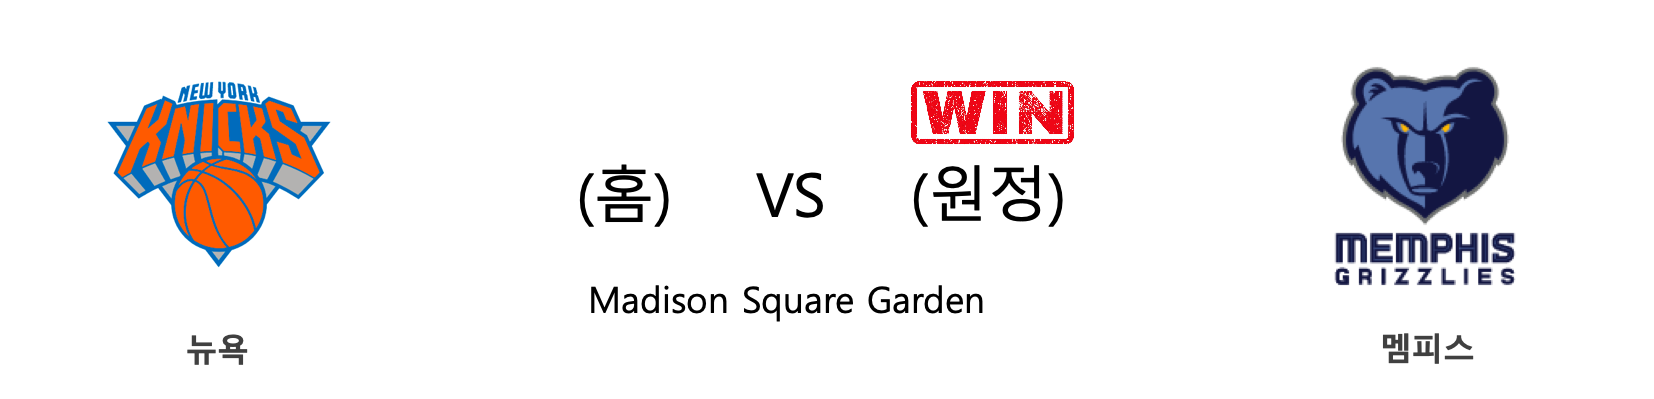 NEW YORK
KNICKS
WIN
(홈) VS (원정)
Madison Square Garden
MEMPHIS
GRIZZLIES
뉴욕
멤피스